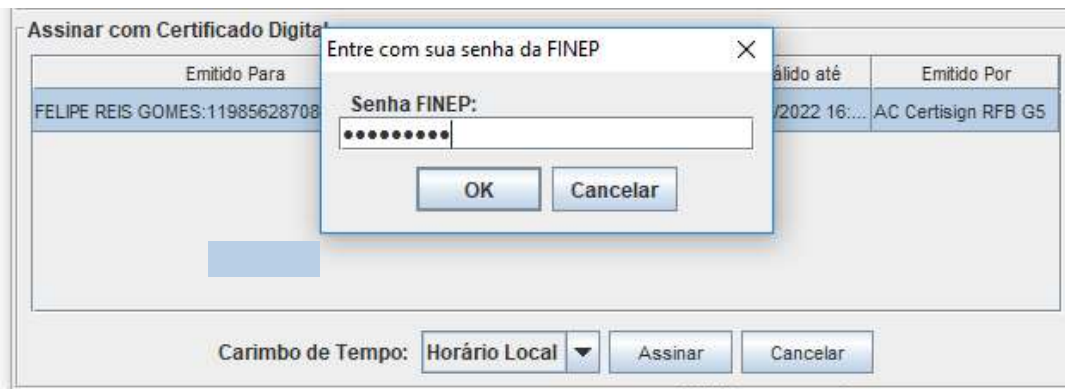 Assinar com Certificado Digital
Entre com sua senha da FINEP
Emitido Para
álido até
Emitido Por
Senha FINEP:
FELIPE REIS GOMES:11985628708
/2022 16:...
AC Certisign RFB G5
OK
Cancelar
Carimbo de Tempo:
Horário Local
Assinar
Cancelar